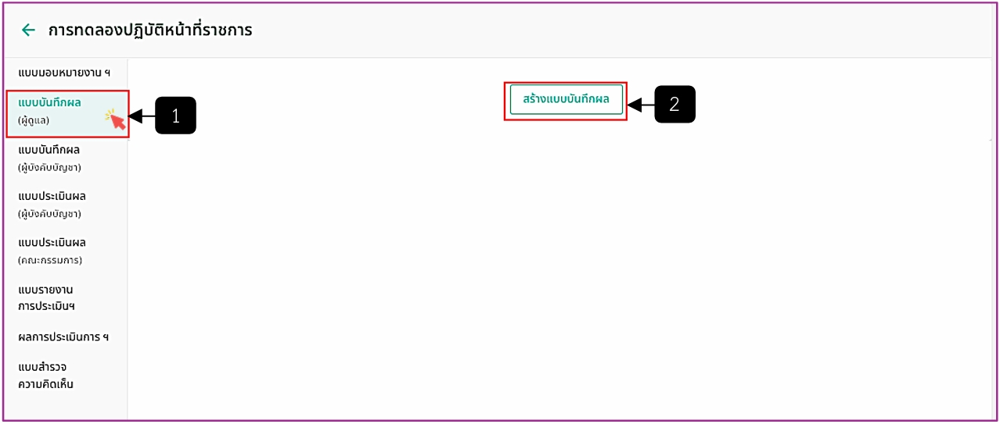 การทดลองปฏิบัติหน้าที่ราชการ
แบบมอบหมายงาน ฯ
แบบบันทึกผล
(ผู้ดูแล)
1
สร้างแบบบันทึกผล
2
แบบบันทึกผล
(ผู้บังคับบัญชา)
แบบประเมินผล
(ผู้บังคับบัญชา)
แบบประเมินผล
(คณะกรรมการ)
แบบรายงาน
การประเมินฯ
ผลการประเมินการ ฯ
แบบสำรวจ
ความคิดเห็น